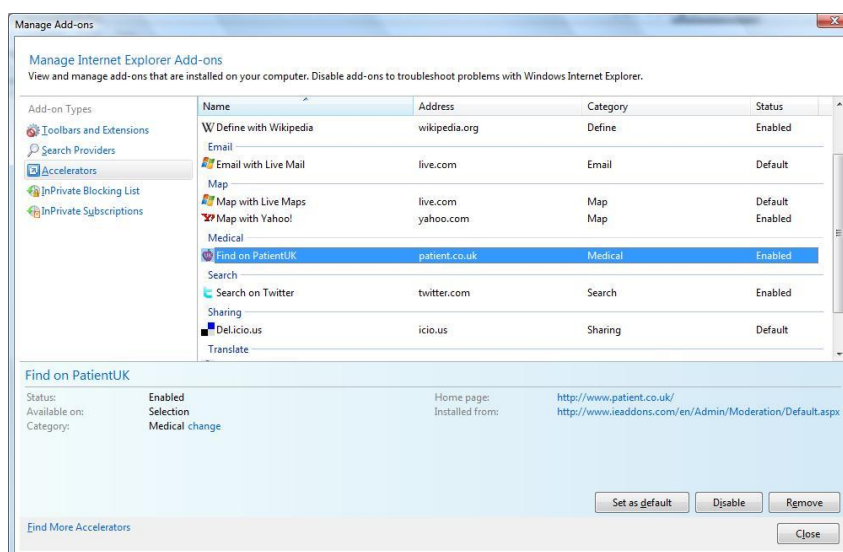 Manage Add-ons
Manage Internet Explorer Add-ons
View and manage add-ons that are installed on your computer. Disable add-ons to troubleshoot problems with Windows Internet Explorer.
Add-on Types
Toolbars and Extensions
Search Providers
Accelerators
InPrivate Blocking List
InPrivate Subscriptions
Name Address Category Status
Define with Wikipedia wikipedia.org Define Enabled
Email
Email with Live Mail live.com Email Default
Map
Map with Live Maps live.com Map Default
Map with Yahoo! yahoo.com Map Enabled
Medical
Find on PatientUK patient.co.uk Medical Enabled
Search
Search on Twitter twitter.com Search Enabled
Sharing
Del.icio.us icio.us Sharing Default
Translate
Find on PatientUK
Status: Enabled Home page: http://www.patient.co.uk/
Available on: Selection Installed from: http://www.ieaddons.com/en/Admin/Moderation/Default.aspx
Category: Medical change
Set as default Disable Remove
Find More Accelerators Close